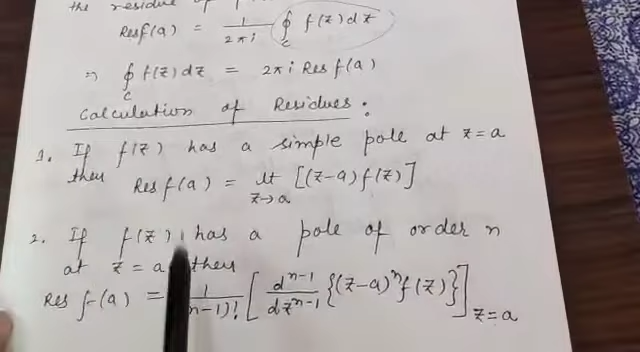 the residue of
Res f(a) = 1/2πi ∮_C f(z) dz
⇒ ∮_C f(z) dz = 2πi Res f(a)
Calculation of Residues:
1. If f(z) has a simple pole at z=a
then Res f(a) = lt_{z→a} [(z-a) f(z)]
2. If f(z) has a pole of order n
at z = a then
Res f(a) = 1/(n-1)! [d^{n-1}/dz^{n-1} {(z-a)^n f(z)}]_{z=a}